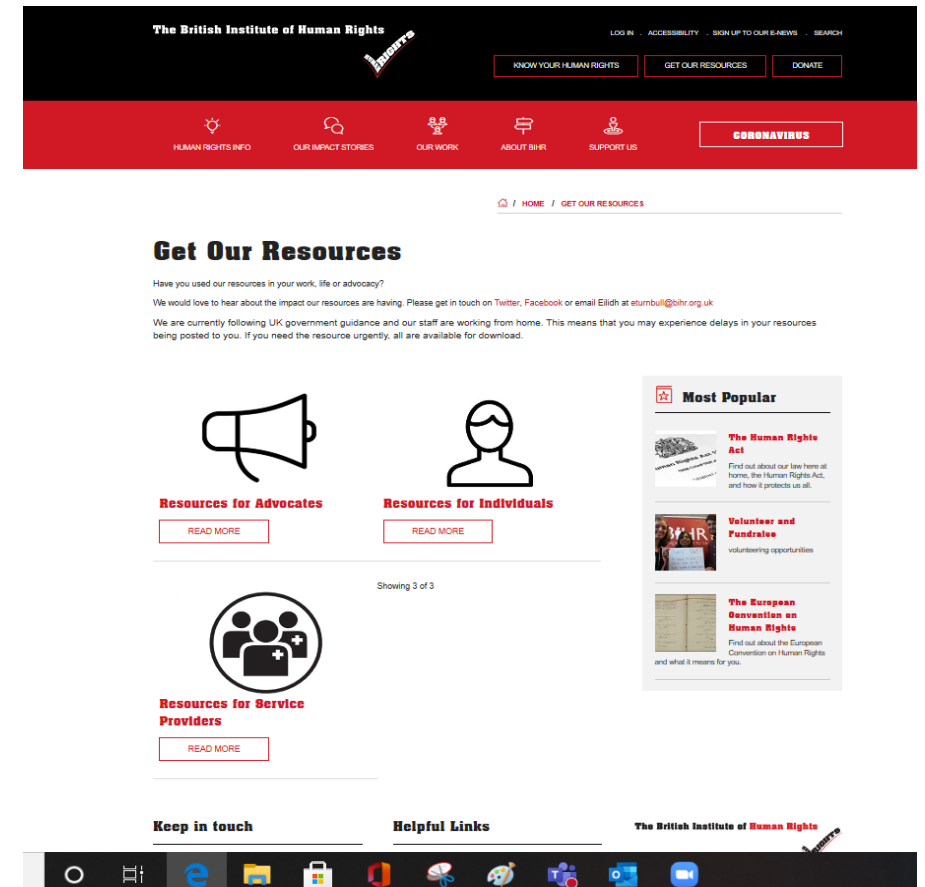 The British Institute of Human Rights
LOG IN . ACCESSIBILITY . SIGN UP TO OUR E-NEWS . SEARCH
KNOW YOUR HUMAN RIGHTS
GET OUR RESOURCES
DONATE
HUMAN RIGHTS INFO
OUR IMPACT STORIES
OUR WORK
ABOUT BIHR
SUPPORT US
CORONAVIRUS
/ HOME / GET OUR RESOURCES
Get Our Resources
Have you used our resources in your work, life or advocacy?
We would love to hear about the impact our resources are having. Please get in touch on Twitter, Facebook or email Eilidh at eturnbull@bihr.org.uk
We are currently following UK government guidance and our staff are working from home. This means that you may experience delays in your resources
being posted to you. If you need the resource urgently, all are available for download.
Resources for Advocates
READ MORE
Resources for Individuals
READ MORE
Showing 3 of 3
Resources for Service
Providers
READ MORE
Most Popular
The Human Rights
Act
Find out about our law here at
home, the Human Rights Act,
and how it protects us all.
Volunteer and
Fundraise
volunteering opportunities
The European
Convention on
Human Rights
Find out about the European
Convention on Human Rights
and what it means for you.
Keep in touch
Helpful Links
The British Institute of Human Rights